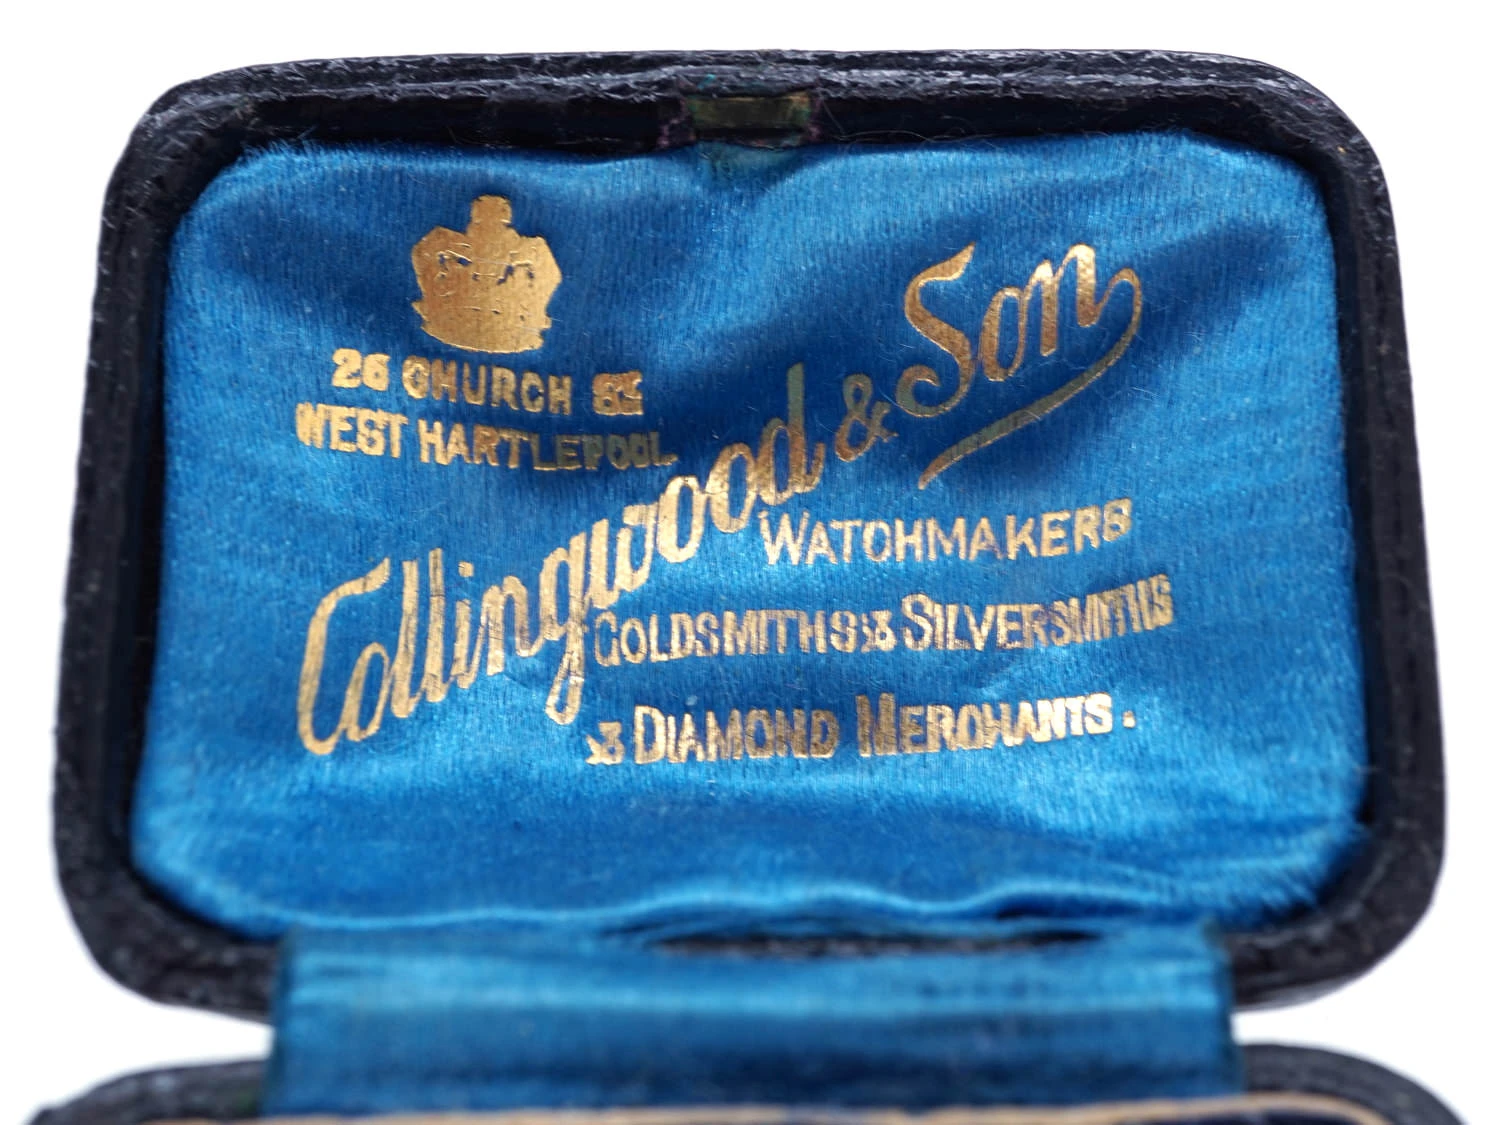 26 CHURCH ST
WEST HARTLEPOOL
Collingwood & Son
WATCHMAKERS
GOLDSMITHS & SILVERSMITHS
& DIAMOND MERCHANTS.